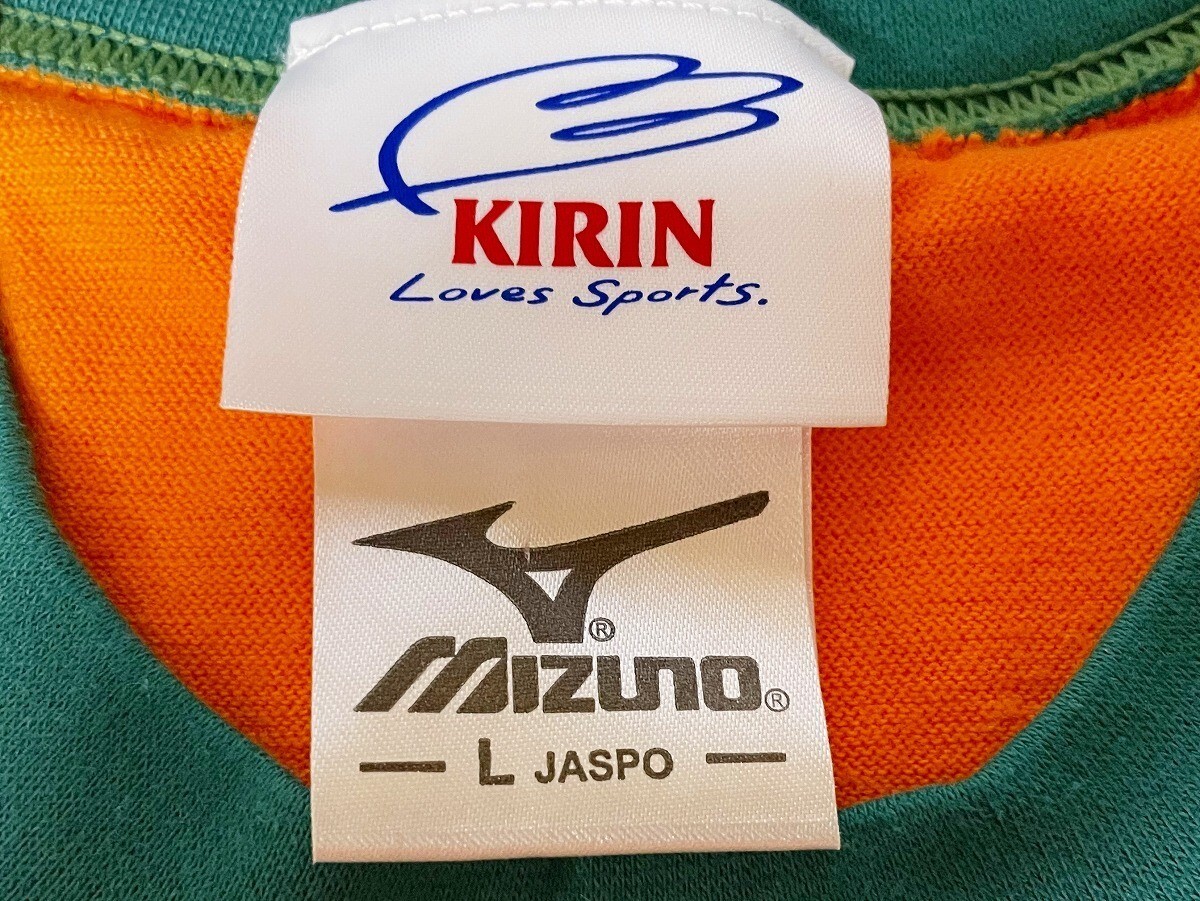 KIRIN
Loves Sports.
®
MIZUNO®
L JASPO